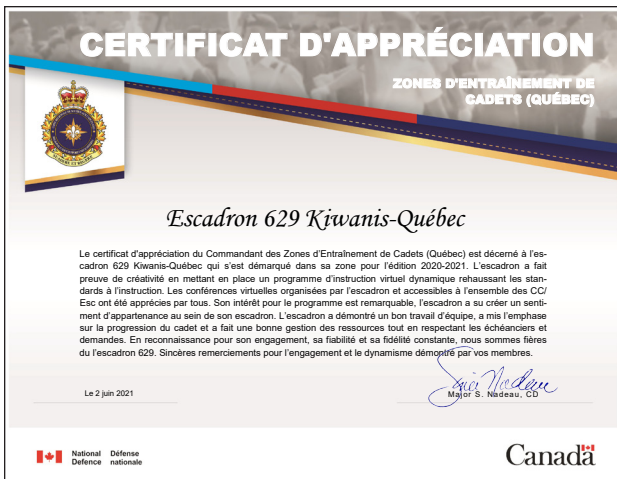 CERTIFICAT D'APPRÉCIATION
ZONES D'ENTRAÎNEMENT DE
CADETS (QUÉBEC)
Escadron 629 Kiwanis-Québec
Le certificat d'appréciation du Commandant des Zones d'Entraînement de Cadets (Québec) est décerné à l'es-
cadron 629 Kiwanis-Québec qui s'est démarqué dans sa zone pour l'édition 2020-2021. L'escadron a fait
preuve de créativité en mettant en place un programme d'instruction virtuel dynamique rehaussant les stan-
dards à l'instruction. Les conférences virtuelles organisées par l'escadron et accessibles à l'ensemble des CC/
Esc ont été apprécies par tous. Son intérêt pour le programme est remarquable, l'escadron a su créer un senti-
ment d'appartenance au sein de son escadron. L'escadron a démontré un bon travail d'équipe, a mis l'emphase
sur la progression du cadet et a fait une bonne gestion des ressources tout en respectant les échéanciers et
demandes. En reconnaissance pour son engagement, sa fiabilité et sa fidélité constante, nous sommes fières
du l'escadron 629. Sincères remerciements pour l'engagement et le dynamisme démontré par vos membres.
Le 2 juin 2021
Major S. Nadeau, CD
National Défense
Defence nationale
Canada